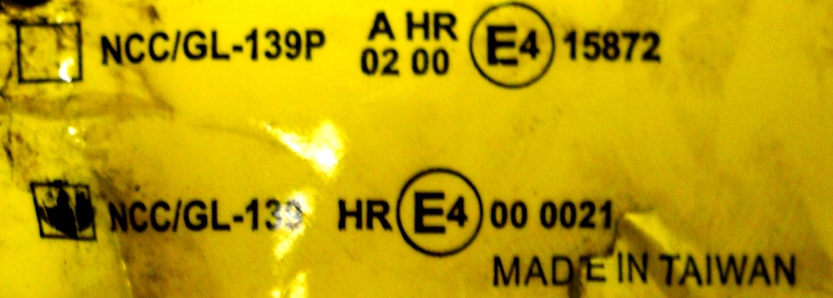 NCC/GL-139P A HR 02 00 E4 15872
NCC/GL-139 HR E4 00 0021
MADE IN TAIWAN